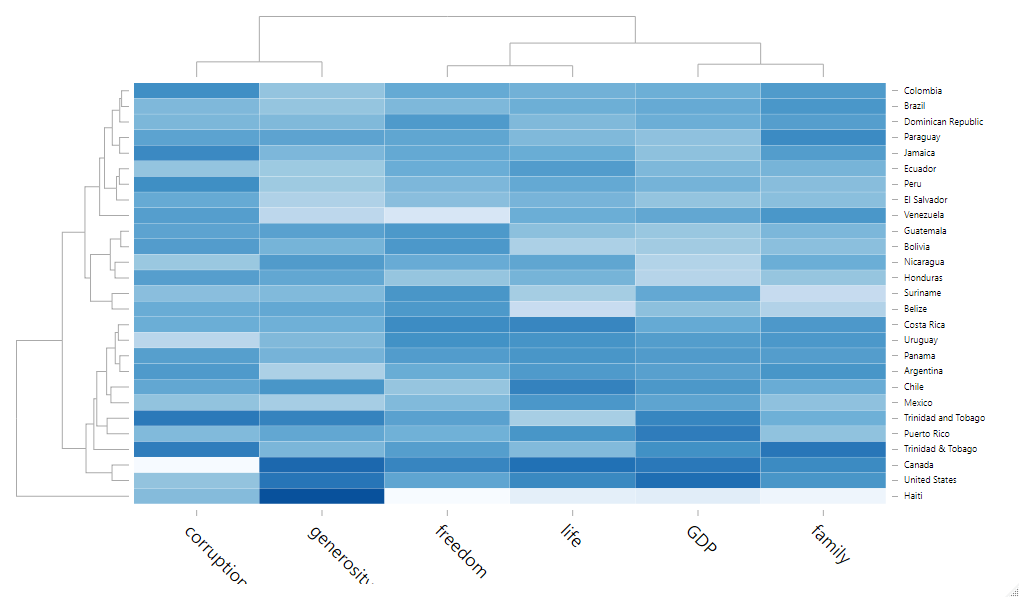 Colombia
Brazil
Dominican Republic
Paraguay
Jamaica
Ecuador
Peru
El Salvador
Venezuela
Guatemala
Bolivia
Nicaragua
Honduras
Suriname
Belize
Costa Rica
Uruguay
Panama
Argentina
Chile
Mexico
Trinidad and Tobago
Puerto Rico
Trinidad & Tobago
Canada
United States
Haiti
corruption
generosity
freedom
life
GDP
family